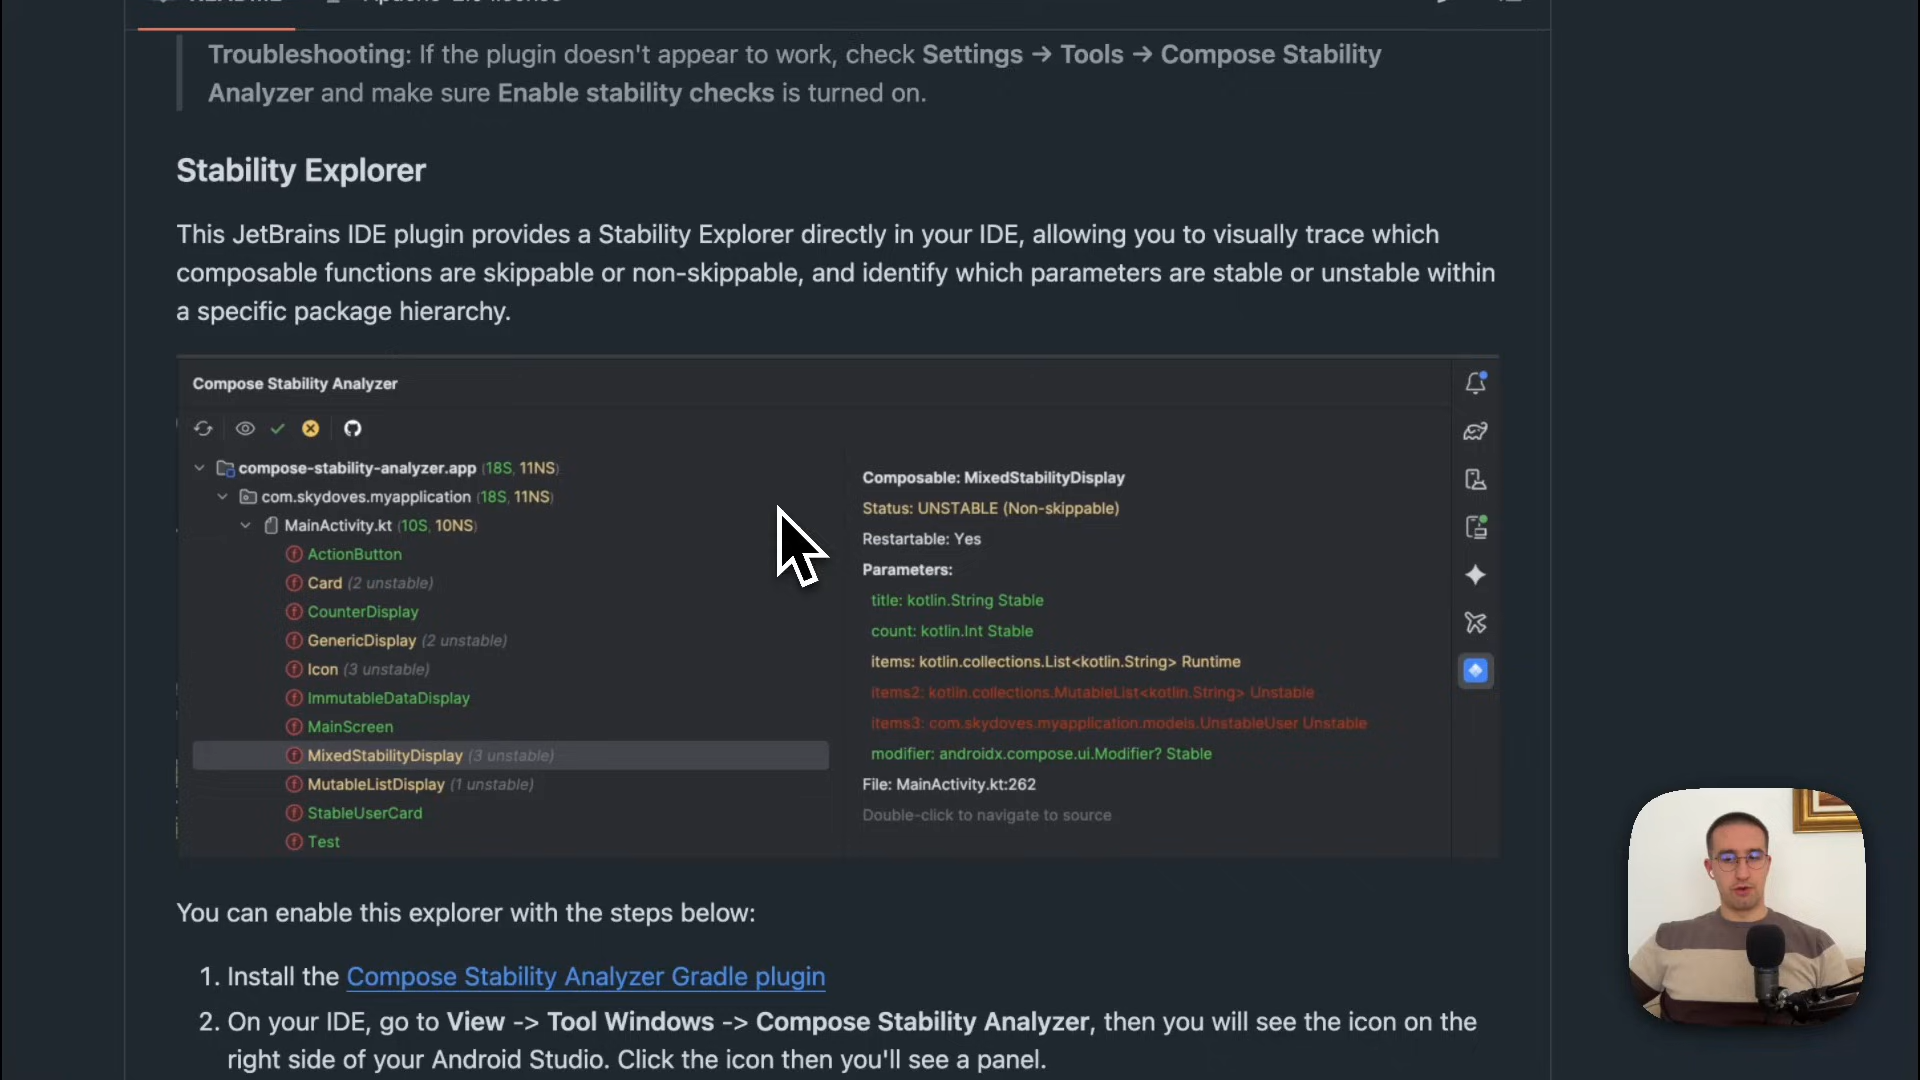 Troubleshooting: If the plugin doesn't appear to work, check Settings → Tools → Compose Stability
Analyzer and make sure Enable stability checks is turned on.
Stability Explorer
This JetBrains IDE plugin provides a Stability Explorer directly in your IDE, allowing you to visually trace which
composable functions are skippable or non-skippable, and identify which parameters are stable or unstable within
a specific package hierarchy.
Compose Stability Analyzer
compose-stability-analyzer.app (18S, 11NS)
com.skydoves.myapplication (18S, 11NS)
MainActivity.kt (10S, 10NS)
ActionButton
Card (2 unstable)
CounterDisplay
GenericDisplay (2 unstable)
Icon (3 unstable)
ImmutableDataDisplay
MainScreen
MixedStabilityDisplay (3 unstable)
MutableListDisplay (1 unstable)
StableUserCard
Test
Composable: MixedStabilityDisplay
Status: UNSTABLE (Non-skippable)
Restartable: Yes
Parameters:
title: kotlin.String Stable
count: kotlin.Int Stable
items: kotlin.collections.List<kotlin.String> Runtime
items2: kotlin.collections.MutableList<kotlin.String> Unstable
items3: com.skydoves.myapplication.models.UnstableUser Unstable
modifier: androidx.compose.ui.Modifier? Stable
File: MainActivity.kt:262
Double-click to navigate to source
You can enable this explorer with the steps below:
1. Install the Compose Stability Analyzer Gradle plugin
2. On your IDE, go to View -> Tool Windows -> Compose Stability Analyzer, then you will see the icon on the
right side of your Android Studio. Click the icon then you'll see a panel.